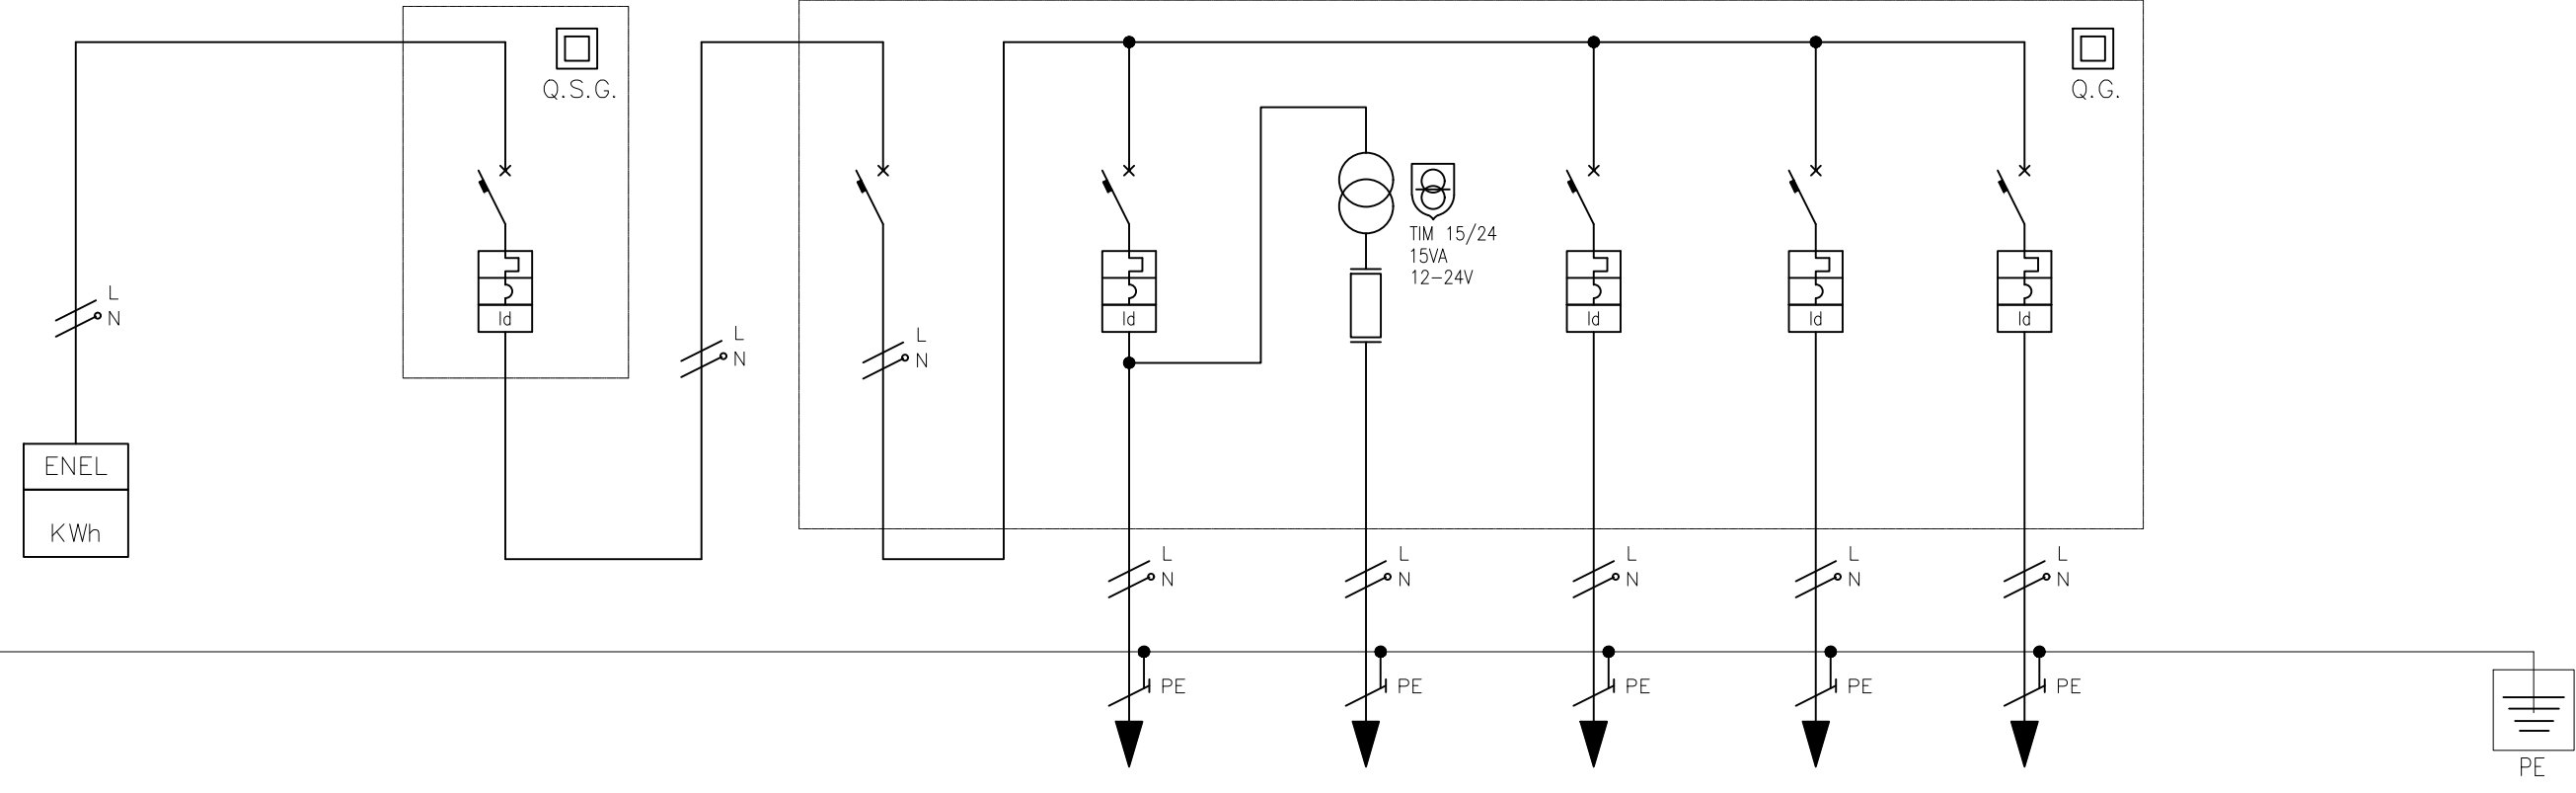 Q.S.G.
Q.G.
TIM 15/24
15VA
12-24V
L
N
Id
Id
Id
Id
Id
L
N
L
N
ENEL
KWh
L
N
L
N
L
N
L
N
L
N
PE
PE
PE
PE
PE
PE